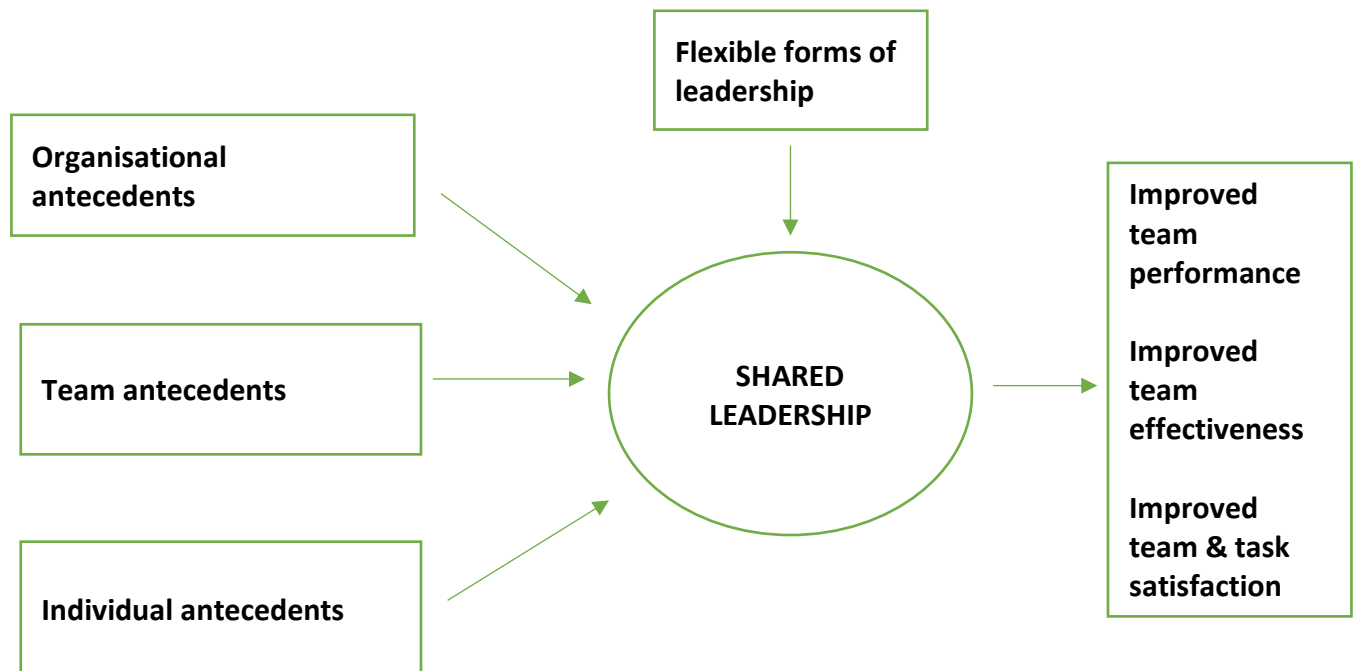 Flexible forms of
leadership
Organisational
antecedents
Team antecedents
Individual antecedents
SHARED
LEADERSHIP
Improved
team
performance
Improved
team
effectiveness
Improved
team & task
satisfaction